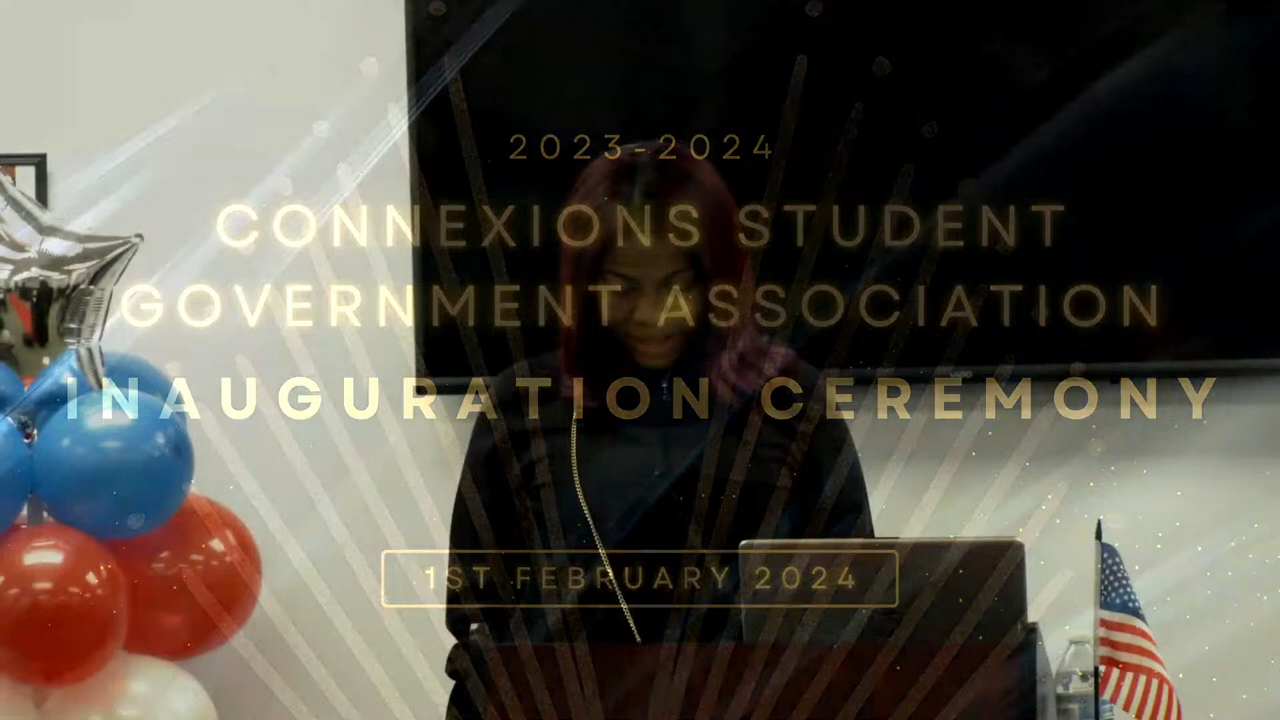 2023-2024
CONNEXIONS STUDENT
GOVERNMENT ASSOCIATION
INAUGURATION CEREMONY
1ST FEBRUARY 2024